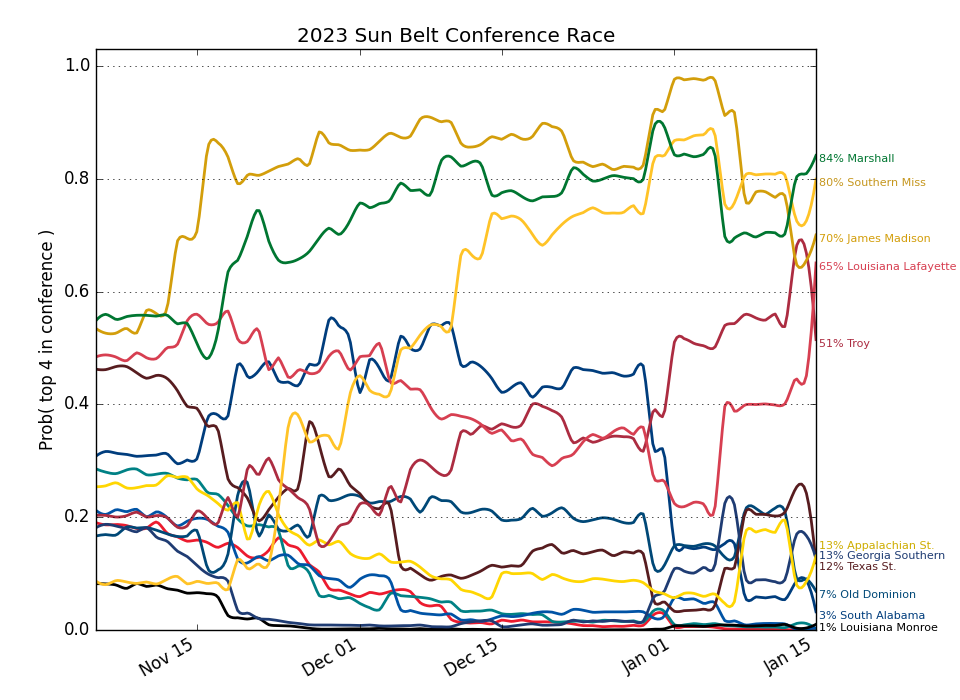 2023 Sun Belt Conference Race
Prob( top 4 in conference )
1.0
0.8
0.6
0.4
0.2
0.0
Nov 15
Dec 01
Dec 15
Jan 01
Jan 15
84% Marshall
80% Southern Miss
70% James Madison
65% Louisiana Lafayette
51% Troy
13% Appalachian St.
13% Georgia Southern
12% Texas St.
7% Old Dominion
3% South Alabama
1% Louisiana Monroe